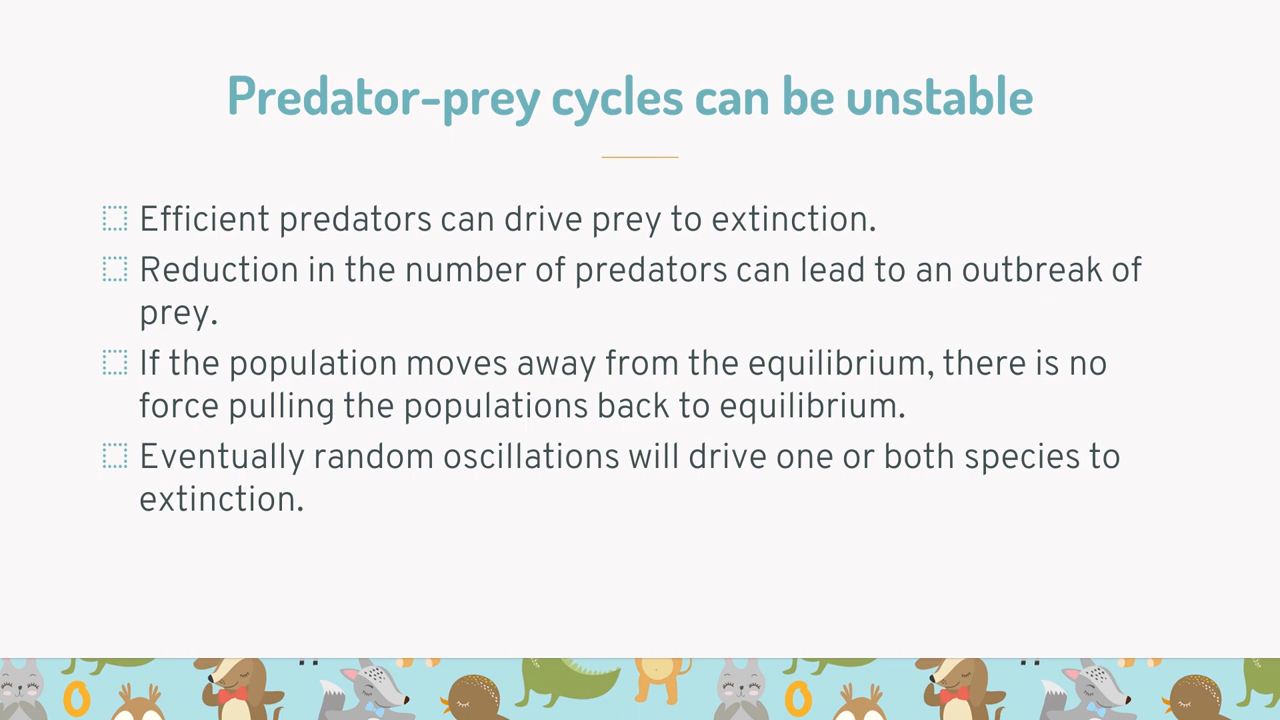 Predator-prey cycles can be unstable
Efficient predators can drive prey to extinction.
Reduction in the number of predators can lead to an outbreak of
prey.
If the population moves away from the equilibrium, there is no
force pulling the populations back to equilibrium.
Eventually random oscillations will drive one or both species to
extinction.